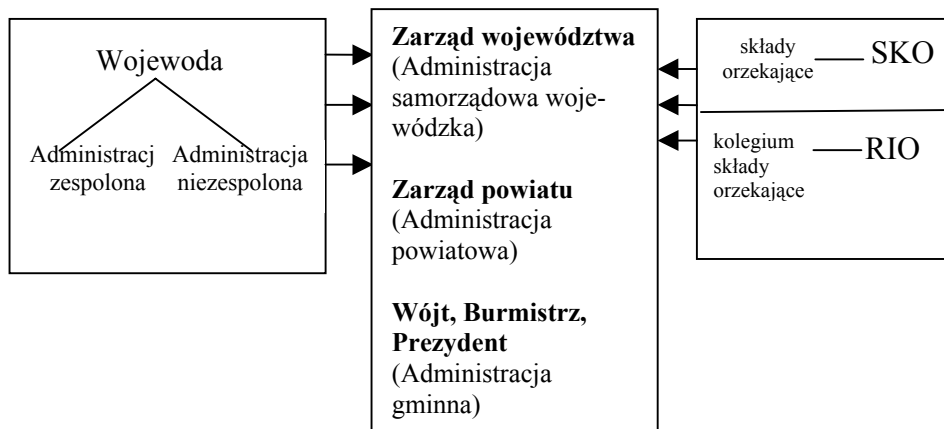 Wojewoda
Administracj
zespolona
Administracja
niezespolona
Zarząd województwa
(Administracja
samorządowa woje-
wódzka)
Zarząd powiatu
(Administracja
powiatowa)
Wójt, Burmistrz,
Prezydent
(Administracja
gminna)
składy
orzekające
SKO
kolegium
składy
orzekające
RIO